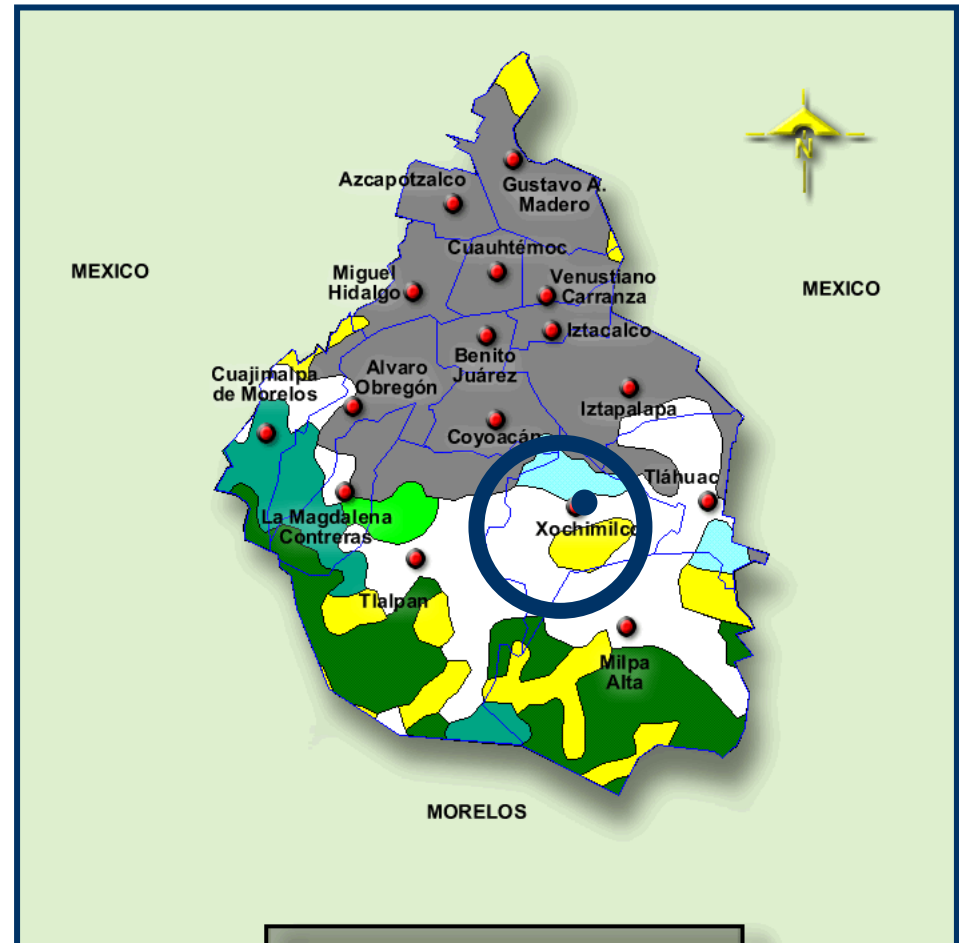 Azcapotzalco
Gustavo A.
Madero
Cuauhtémoc
MEXICO
Miguel
Hidalgo
Venustiano
Carranza
MEXICO
Iztacalco
Benito
Juárez
Cuajimalpa
de Morelos
Alvaro
Obregón
Iztapalapa
Coyoacán
Tláhuac
La Magdalena
Contreras
Xochimilco
Tlalpan
Milpa
Alta
MORELOS
N